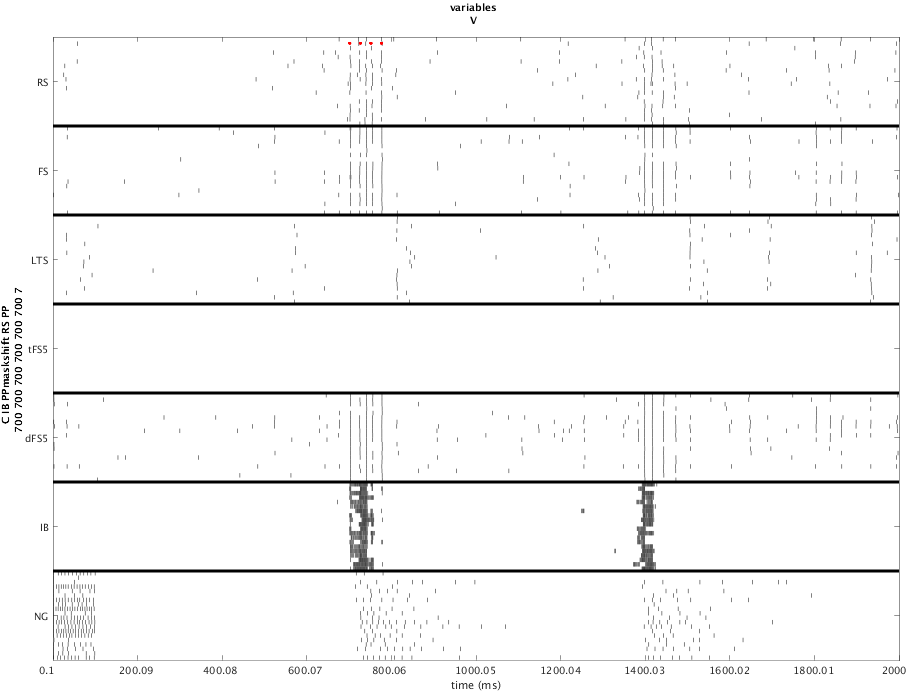 variables
V
RS
FS
LTS
tFS5
dFS5
IB
NG
C IB PPmaskshift RS PP
700 700 700 700 700 700 7
0.1 200.09 400.08 600.07 800.06 1000.05 1200.04 1400.03 1600.02 1800.01 2000
time (ms)